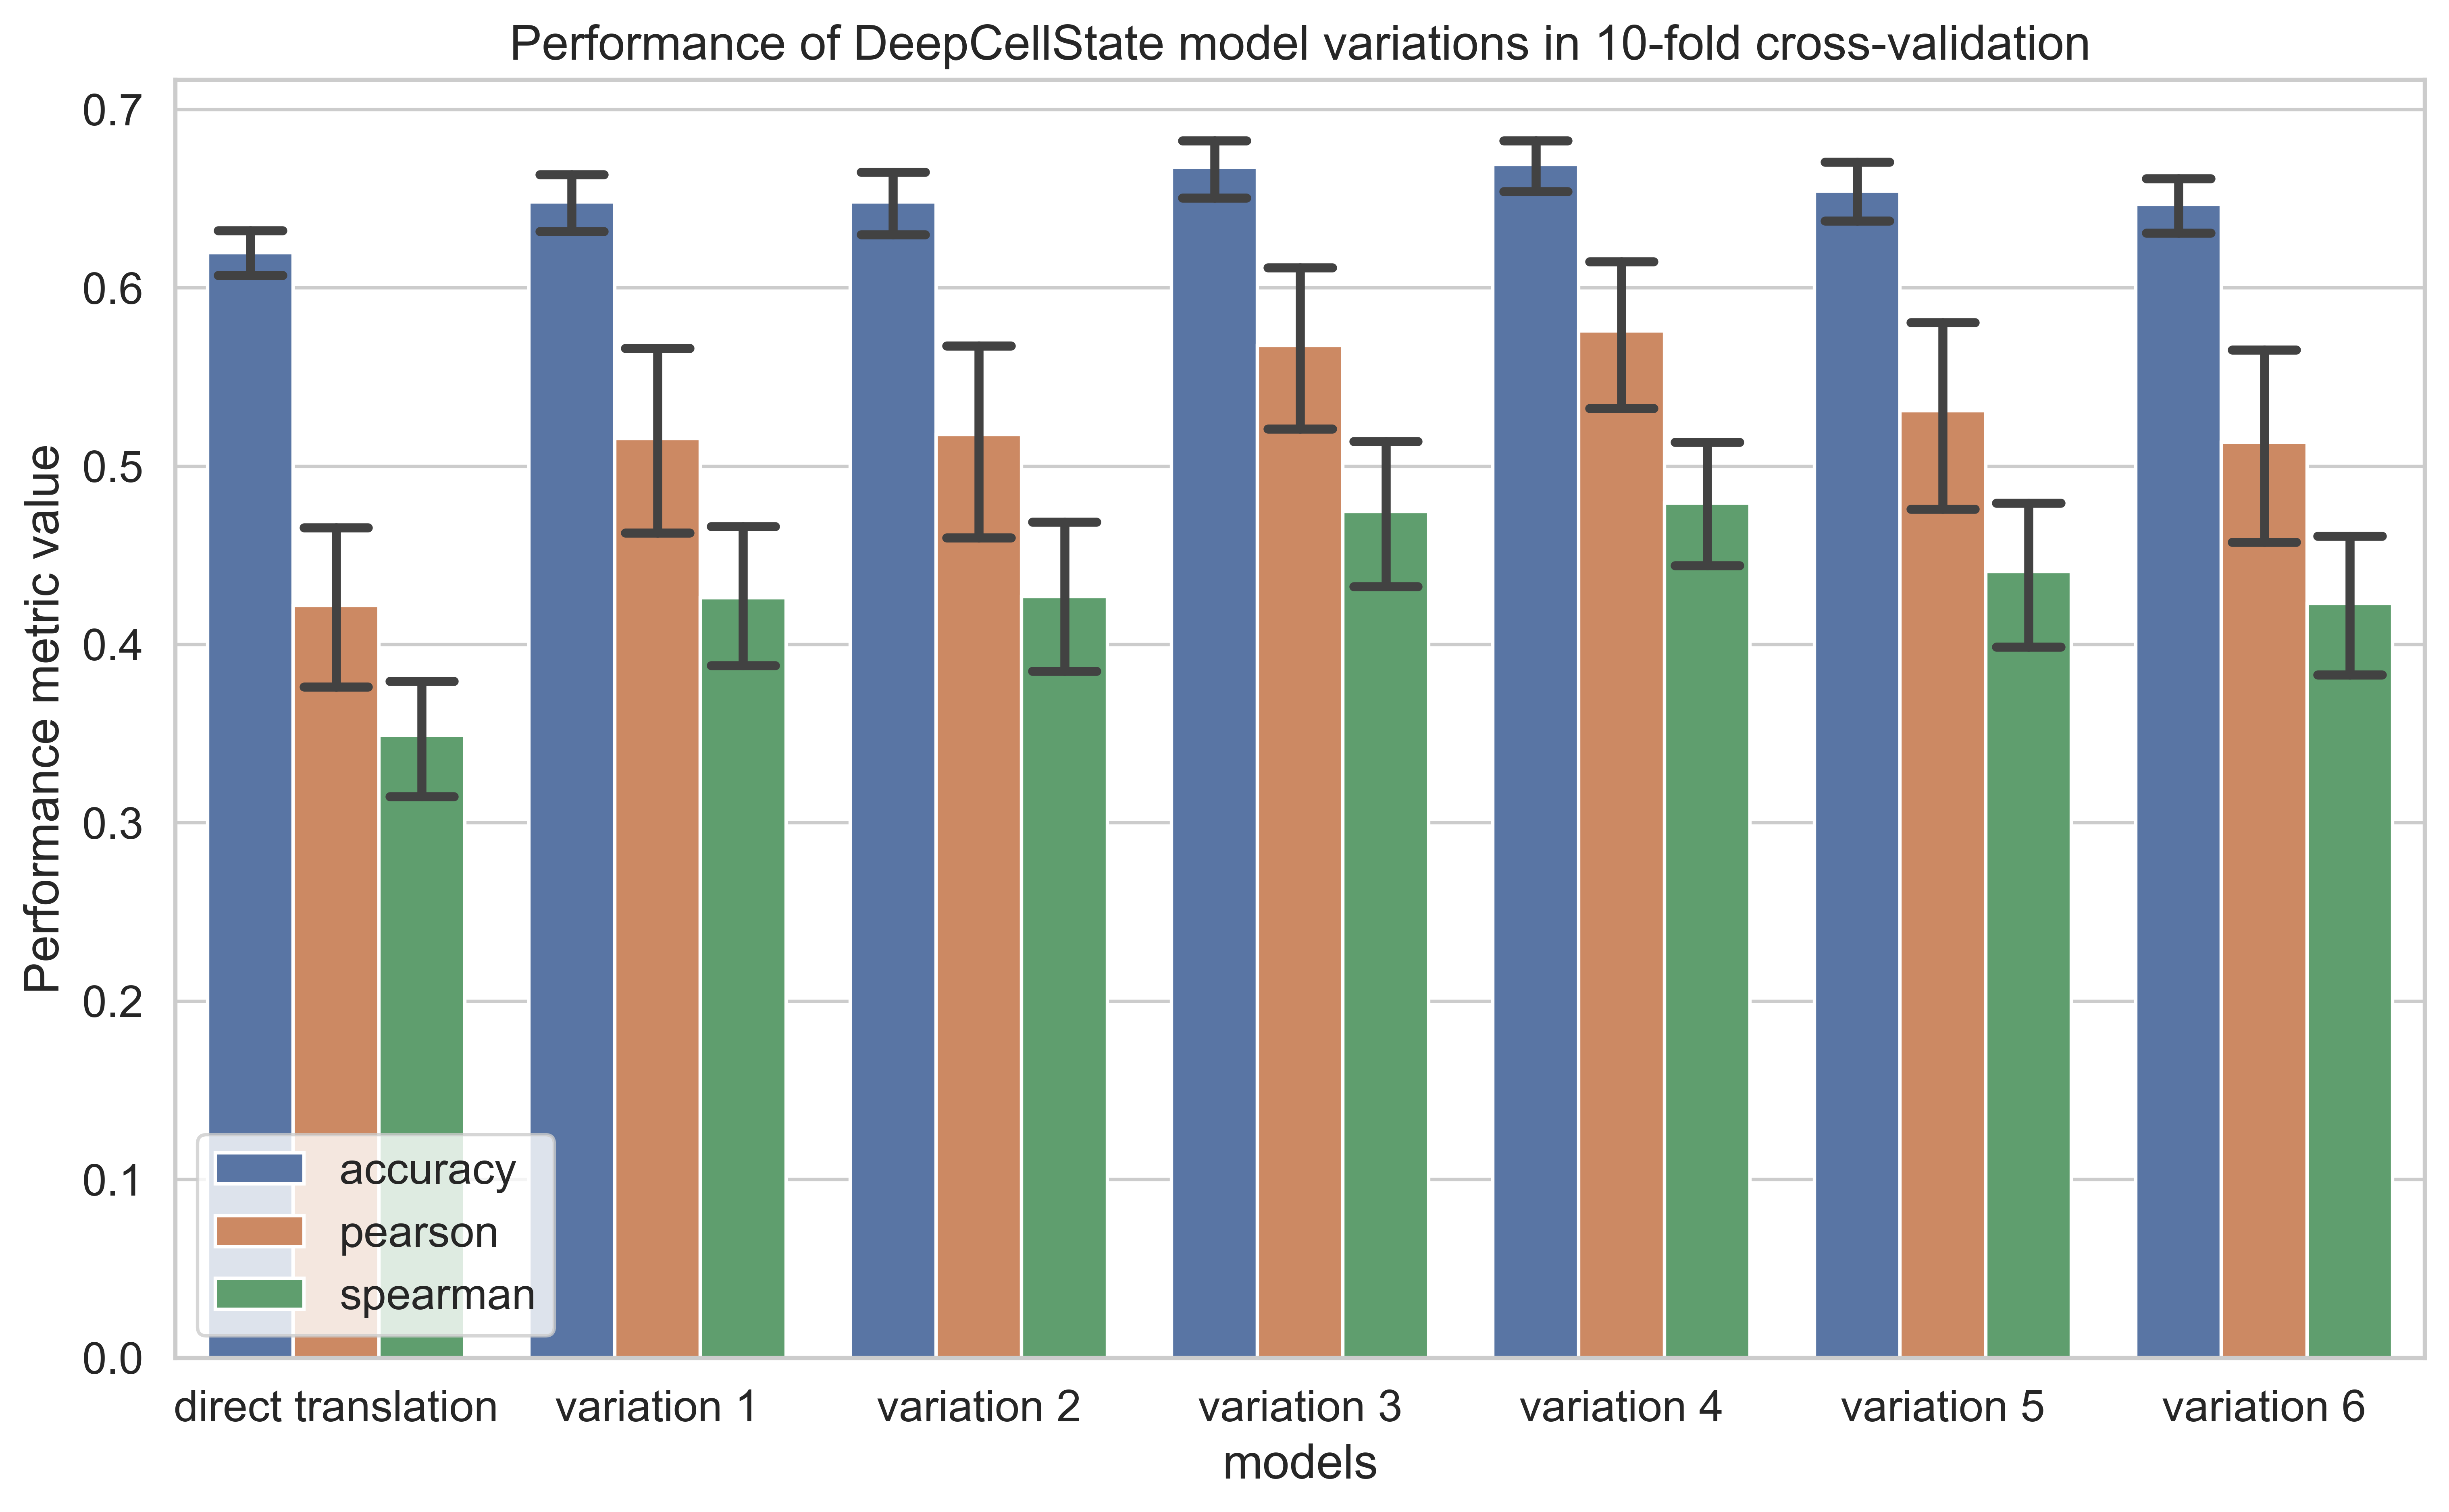 Performance of DeepCellState model variations in 10-fold cross-validation
Performance metric value
0.7
0.6
0.5
0.4
0.3
0.2
0.1
0.0
accuracy
pearson
spearman
direct translation
variation 1
variation 2
variation 3
variation 4
variation 5
variation 6
models